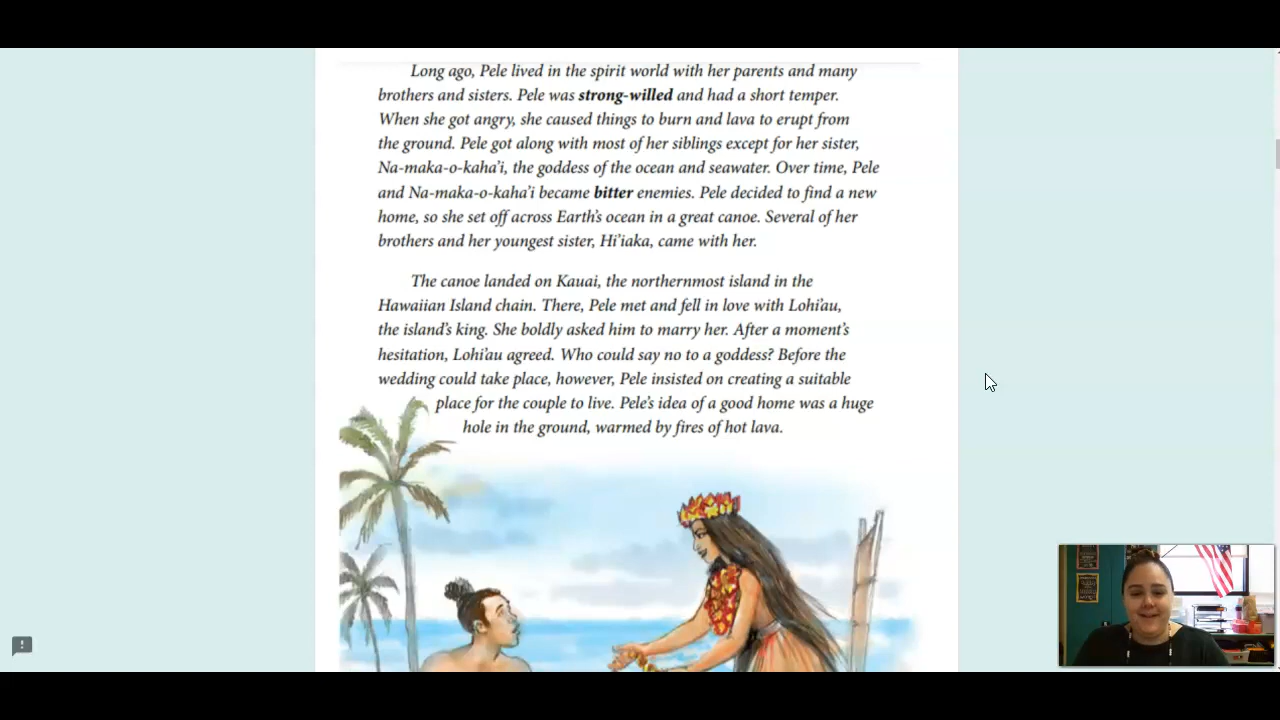 Long ago, Pele lived in the spirit world with her parents and many
brothers and sisters. Pele was strong-willed and had a short temper.
When she got angry, she caused things to burn and lava to erupt from
the ground. Pele got along with most of her siblings except for her sister,
Na-maka-o-kaha'i, the goddess of the ocean and seawater. Over time, Pele
and Na-maka-o-kaha'i became bitter enemies. Pele decided to find a new
home, so she set off across Earth's ocean in a great canoe. Several of her
brothers and her youngest sister, Hi'iaka, came with her.
The canoe landed on Kauai, the northernmost island in the
Hawaiian Island chain. There, Pele met and fell in love with Lohi'au,
the island's king. She boldly asked him to marry her. After a moment's
hesitation, Lohi'au agreed. Who could say no to a goddess? Before the
wedding could take place, however, Pele insisted on creating a suitable
place for the couple to live. Pele's idea of a good home was a huge
hole in the ground, warmed by fires of hot lava.